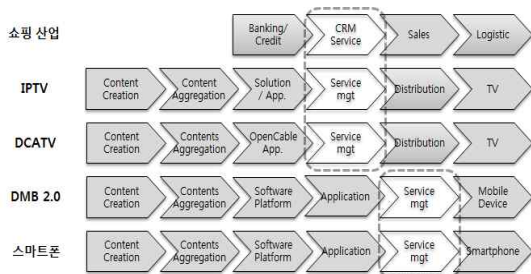 쇼핑 산업
Banking/
Credit
CRM
Service
Sales
Logistic
IPTV
Content
Creation
Content
Aggregation
Solution
/ App.
Service
mgt
Distribution
TV
DCATV
Content
Creation
Contents
Aggregation
OpenCable
App.
Service
mgt
Distribution
TV
DMB 2.0
Content
Creation
Contents
Aggregation
Software
Platform
Application
Service
mgt
Mobile
Device
스마트폰
Content
Creation
Contents
Aggregation
Software
Platform
Application
Service
mgt
Smartphone